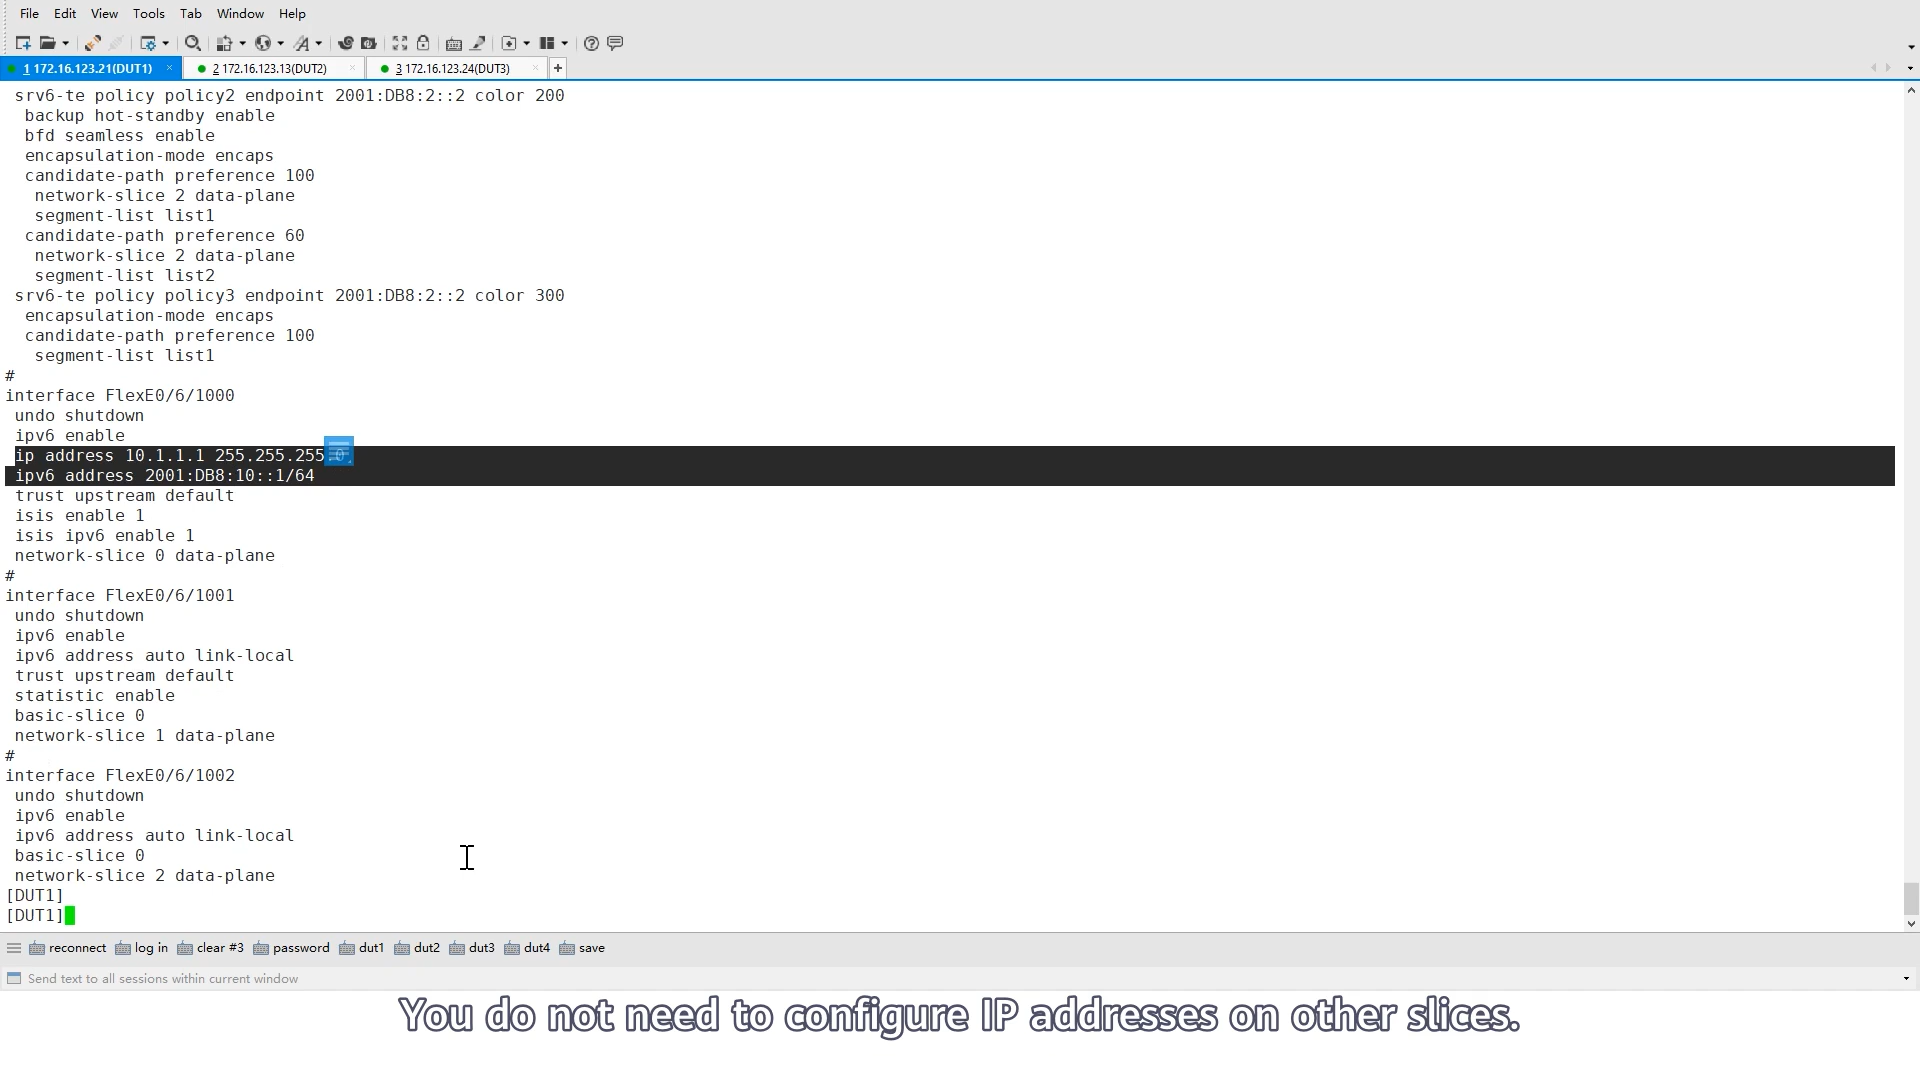 File Edit View Tools Tab Window Help
1 172.16.123.21(DUT1) × 2 172.16.123.13(DUT2) × 3 172.16.123.24(DUT3) × +
srv6-te policy policy2 endpoint 2001:DB8:2::2 color 200
backup hot-standby enable
bfd seamless enable
encapsulation-mode encaps
candidate-path preference 100
network-slice 2 data-plane
segment-list list1
candidate-path preference 60
network-slice 2 data-plane
segment-list list2
srv6-te policy policy3 endpoint 2001:DB8:2::2 color 300
encapsulation-mode encaps
candidate-path preference 100
segment-list list1
#
interface FlexE0/6/1000
undo shutdown
ipv6 enable
ip address 10.1.1.1 255.255.255.0
ipv6 address 2001:DB8:10::1/64
trust upstream default
isis enable 1
isis ipv6 enable 1
network-slice 0 data-plane
#
interface FlexE0/6/1001
undo shutdown
ipv6 enable
ipv6 address auto link-local
trust upstream default
statistic enable
basic-slice 0
network-slice 1 data-plane
#
interface FlexE0/6/1002
undo shutdown
ipv6 enable
ipv6 address auto link-local
basic-slice 0
network-slice 2 data-plane
[DUT1]
[DUT1]
reconnect log in clear #3 password dut1 dut2 dut3 dut4 save
Send text to all sessions within current window
You do not need to configure IP addresses on other slices.